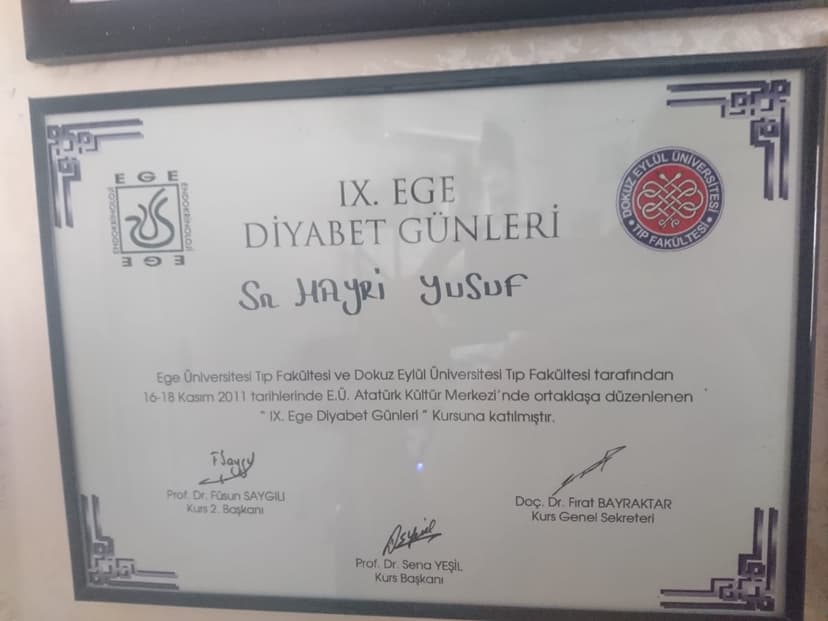 EGE
ENDOKRİNOLOJİ
ENDOKRİNOLOJİ
EGE
DOKUZ EYLÜL ÜNİVERSİTESİ
• TIP FAKÜLTESİ •
IX. EGE
DİYABET GÜNLERİ
Sn HAYRİ YUSUF
Ege Üniversitesi Tıp Fakültesi ve Dokuz Eylül Üniversitesi Tıp Fakültesi tarafından
16-18 Kasım 2011 tarihlerinde E.Ü. Atatürk Kültür Merkezi'nde ortaklaşa düzenlenen
" IX. Ege Diyabet Günleri " Kursuna katılmıştır.
Prof. Dr. Füsun SAYGILI
Kurs 2. Başkanı
Doç. Dr. Fırat BAYRAKTAR
Kurs Genel Sekreteri
Prof. Dr. Sena YEŞİL
Kurs Başkanı